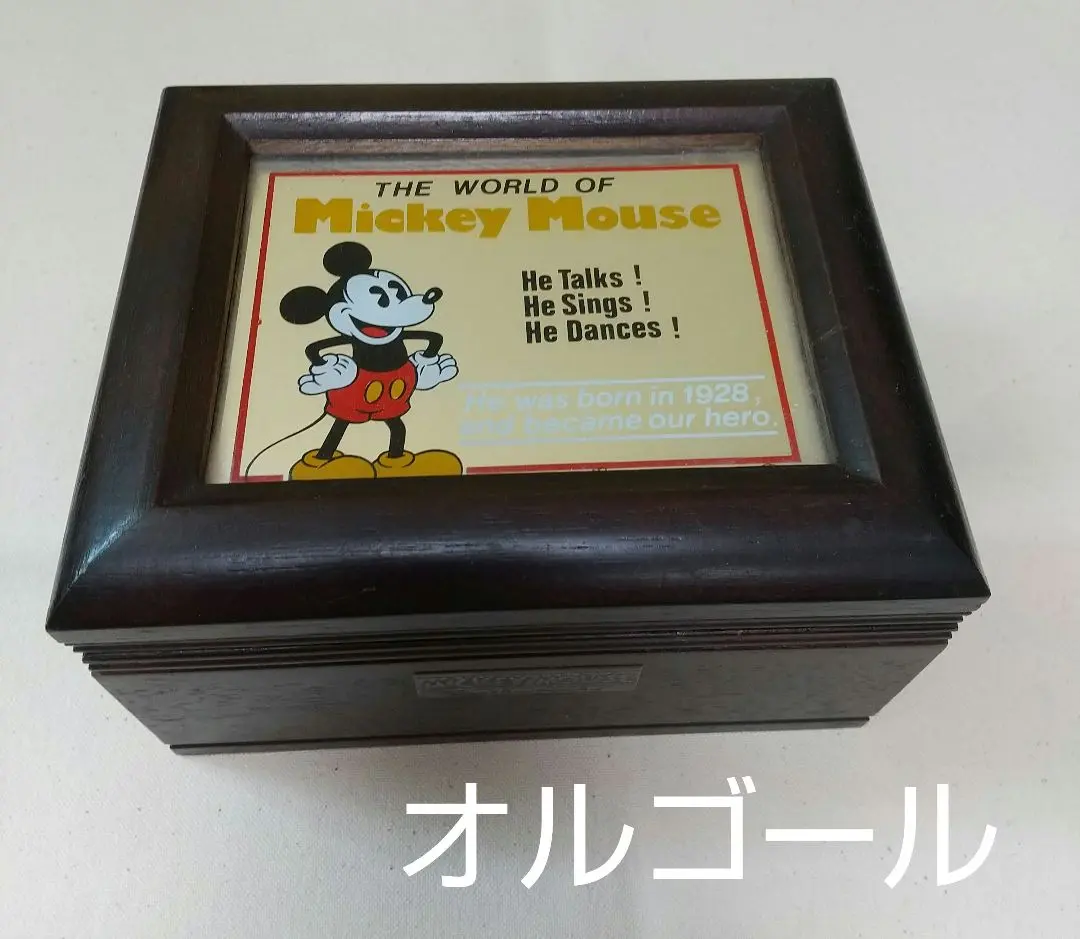 THE WORLD OF
Mickey Mouse
He Talks !
He Sings !
He Dances !
He was born in 1928,
and became our hero.
オルゴール